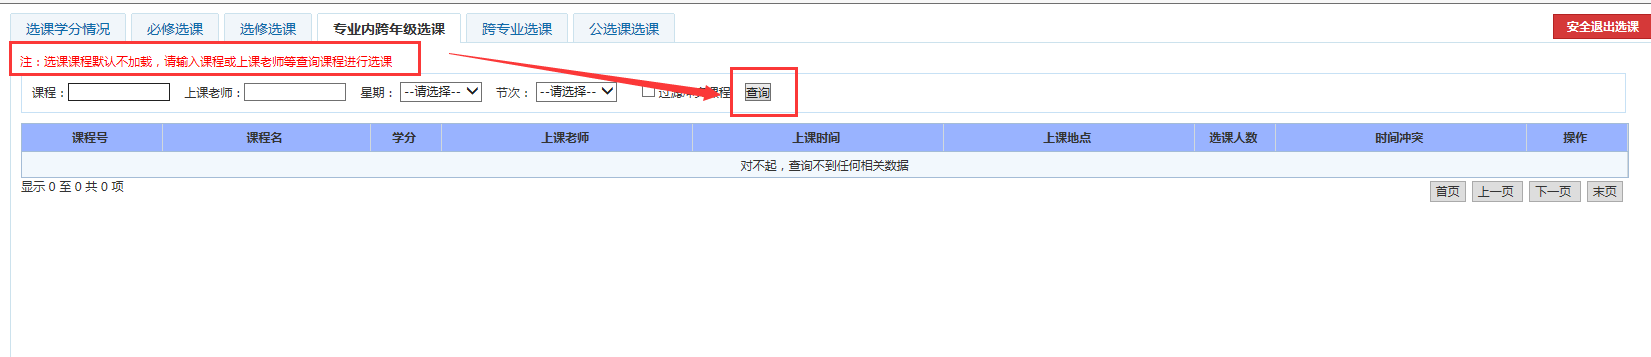 选课学分情况 必修选课 选修选课 专业内跨年级选课 跨专业选课 公选课选课 安全退出选课
注：选课课程默认不加载，请输入课程或上课老师等查询课程进行选课
课程： 上课老师： 星期： --请选择-- 节次： --请选择-- 过滤 课程 查询
课程号 课程名 学分 上课老师 上课时间 上课地点 选课人数 时间冲突 操作
对不起，查询不到任何相关数据
显示 0 至 0 共 0 项 首页 上一页 下一页 末页